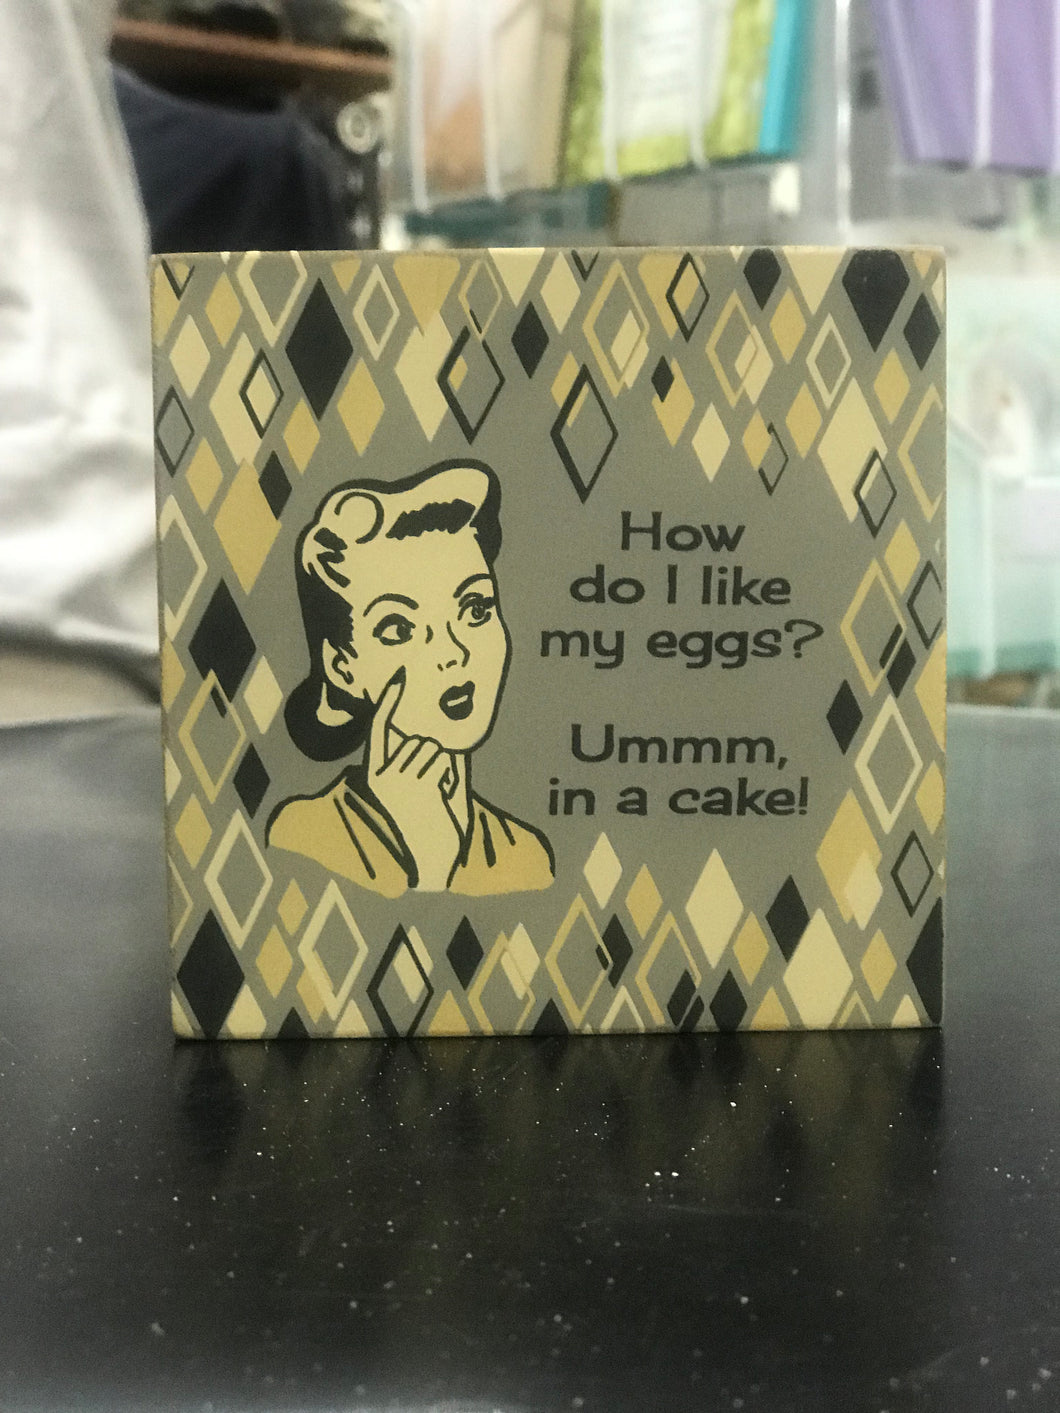 How
do I like
my eggs?
Ummm,
in a cake!